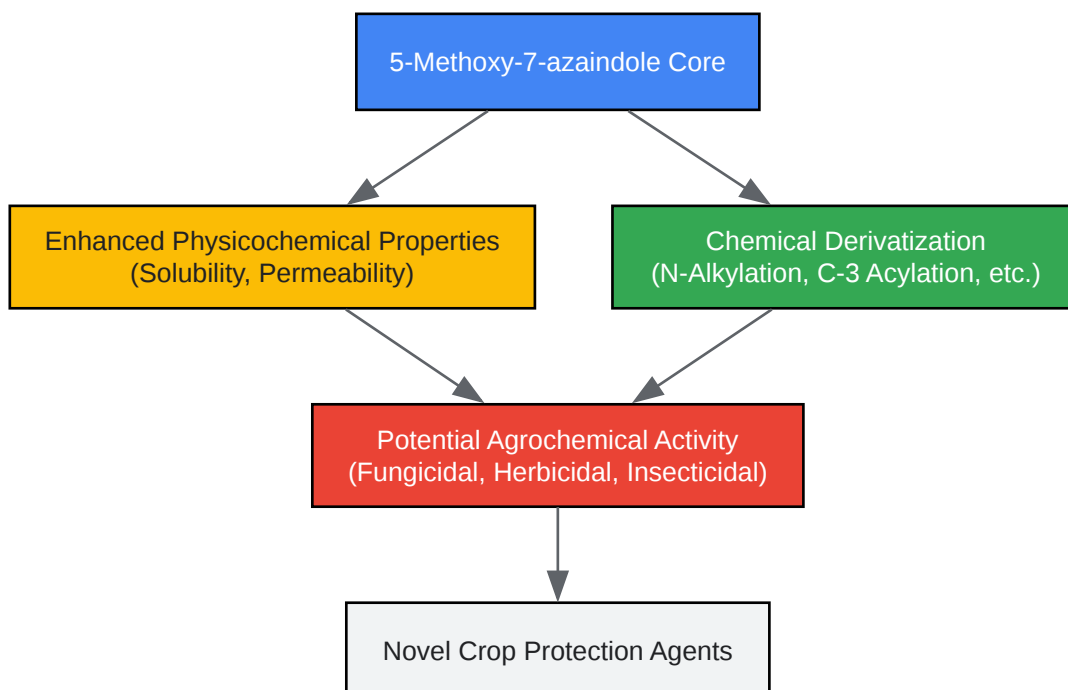 5-Methoxy-7-azaindole Core
Enhanced Physicochemical Properties
(Solubility, Permeability)
Chemical Derivatization
(N-Alkylation, C-3 Acylation, etc.)
Potential Agrochemical Activity
(Fungicidal, Herbicidal, Insecticidal)
Novel Crop Protection Agents